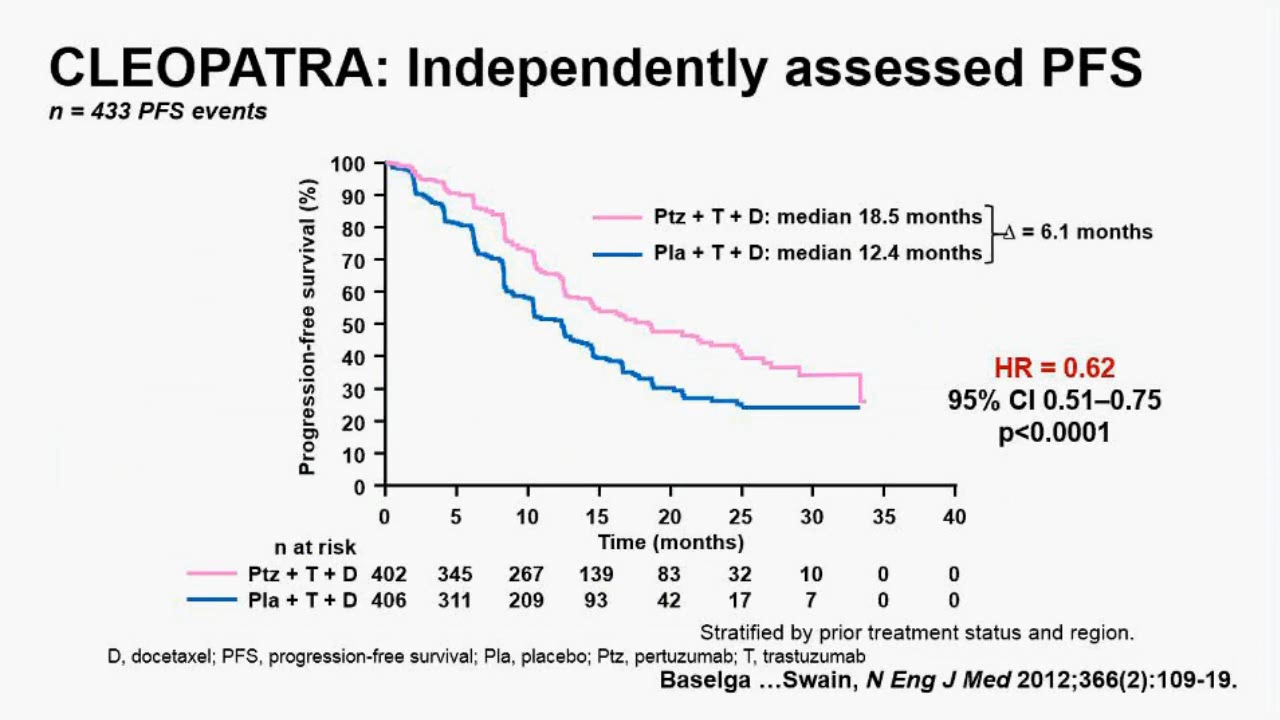 CLEOPATRA: Independently assessed PFS
n = 433 PFS events
Progression-free survival (%)
100
90
80
70
60
50
40
30
20
10
0
Ptz + T + D: median 18.5 months
Pla + T + D: median 12.4 months
Δ = 6.1 months
HR = 0.62
95% CI 0.51–0.75
p<0.0001
0 5 10 15 20 25 30 35 40
Time (months)
n at risk
Ptz + T + D 402 345 267 139 83 32 10 0 0
Pla + T + D 406 311 209 93 42 17 7 0 0
Stratified by prior treatment status and region.
D, docetaxel; PFS, progression-free survival; Pla, placebo; Ptz, pertuzumab; T, trastuzumab
Baselga …Swain, N Eng J Med 2012;366(2):109-19.